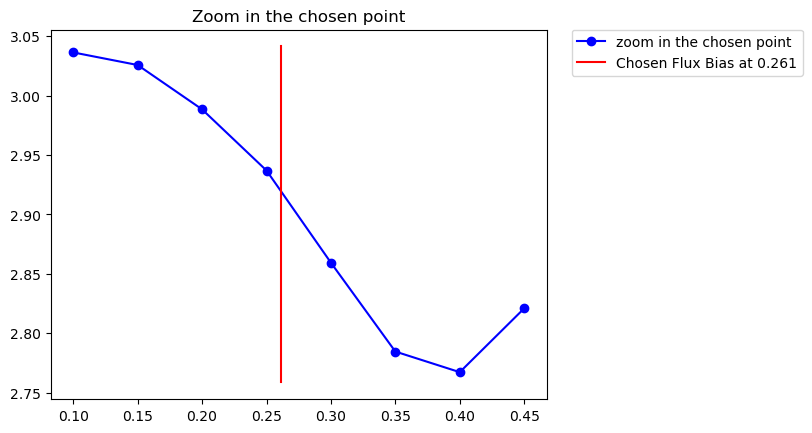 Zoom in the chosen point
zoom in the chosen point
Chosen Flux Bias at 0.261
3.05
3.00
2.95
2.90
2.85
2.80
2.75
0.10 0.15 0.20 0.25 0.30 0.35 0.40 0.45